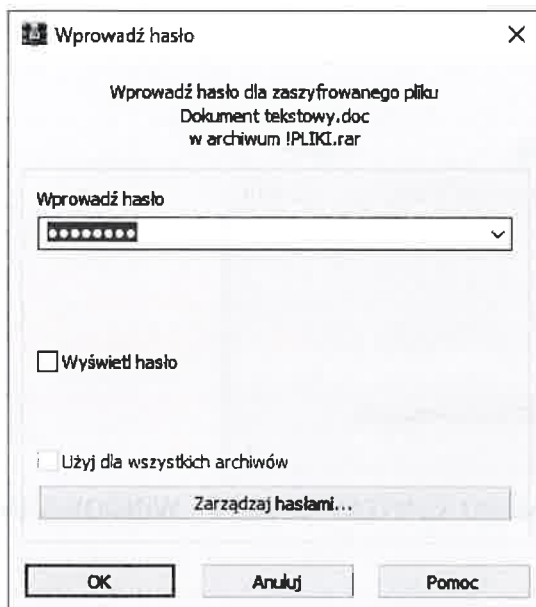 Wprowadź hasło
Wprowadź hasło dla zaszyfrowanego pliku
Dokument tekstowy.doc
w archiwum !PLIKI.rar
Wprowadź hasło
••••••••
Wyświetl hasło
Użyj dla wszystkich archiwów
Zarządzaj hasłami...
OK
Anuluj
Pomoc